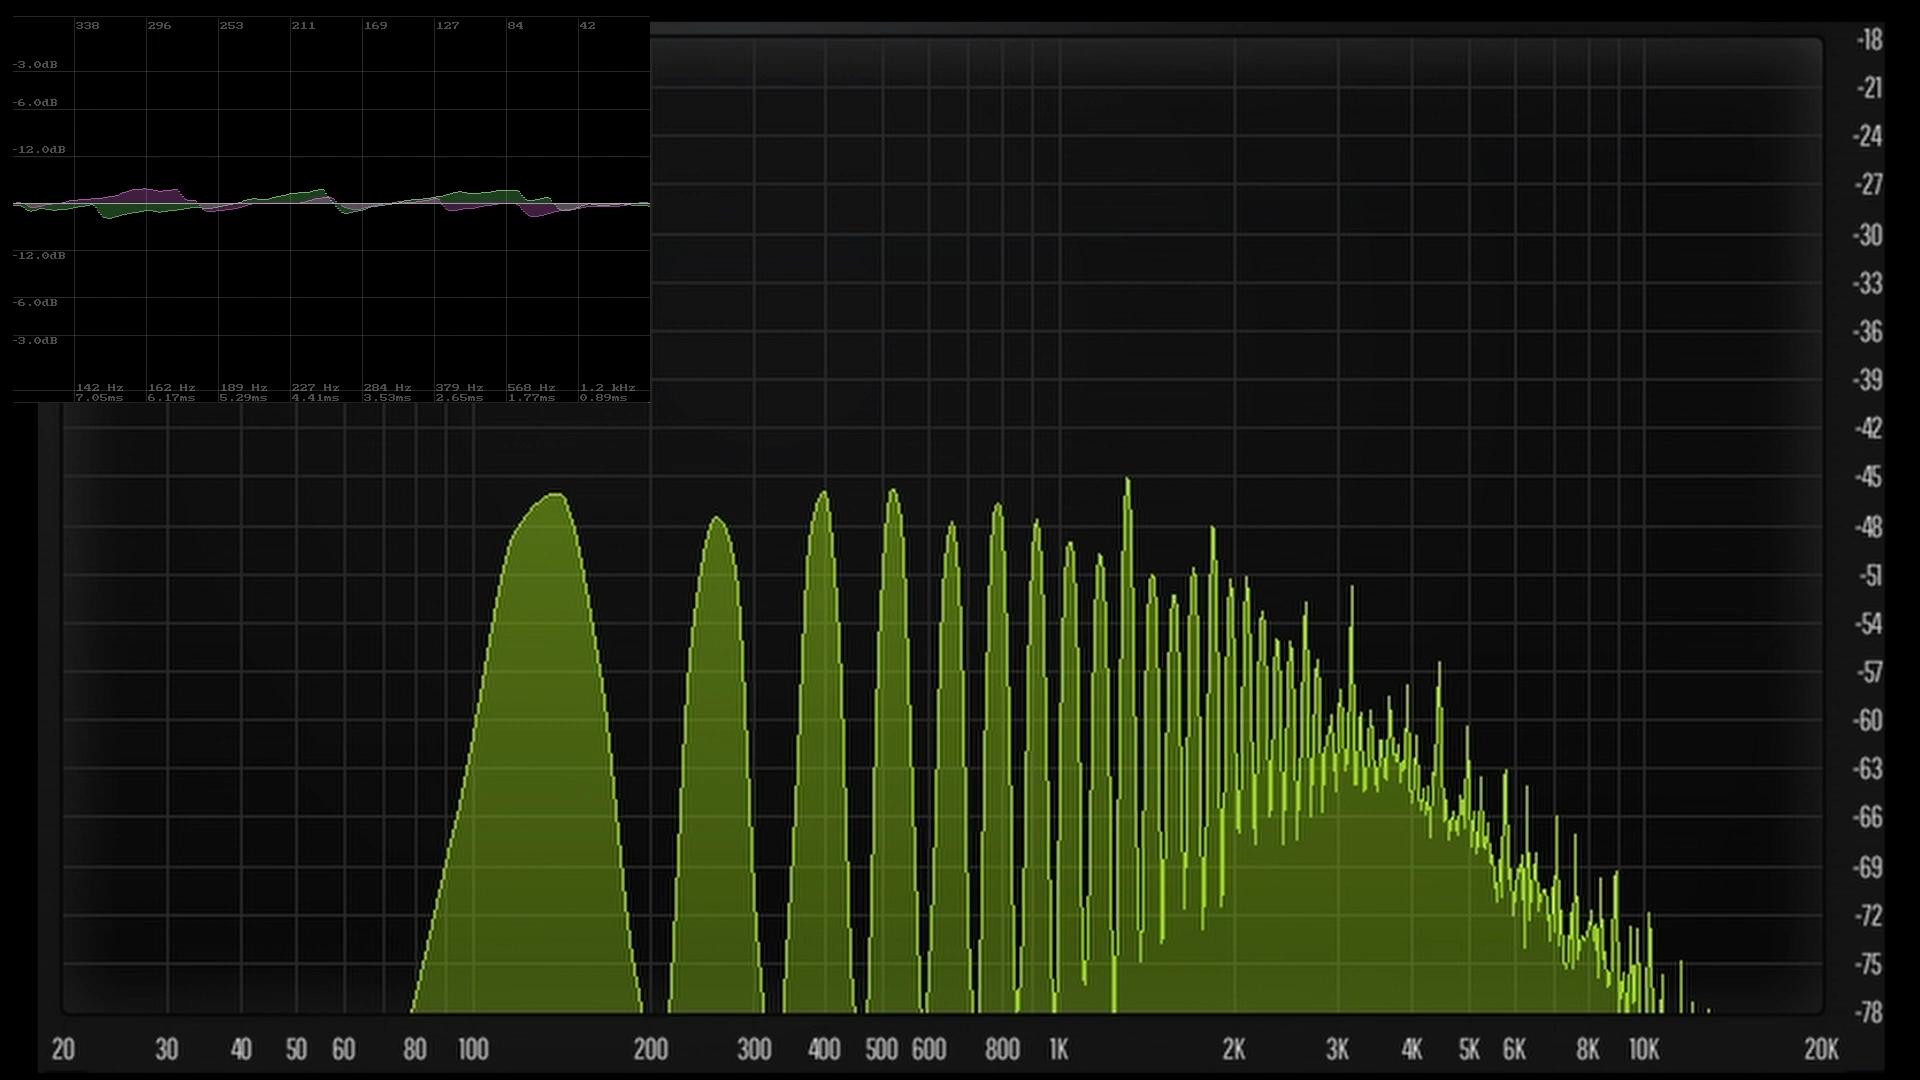 338 296 253 211 169 127 84 42
-3.0dB
-6.0dB
-12.0dB
-12.0dB
-6.0dB
-3.0dB
142 Hz 162 Hz 189 Hz 227 Hz 284 Hz 379 Hz 568 Hz 1.2 kHz
7.05ms 6.17ms 5.29ms 4.41ms 3.53ms 2.65ms 1.77ms 0.89ms
-18
-21
-24
-27
-30
-33
-36
-39
-42
-45
-48
-51
-54
-57
-60
-63
-66
-69
-72
-75
-78
20 30 40 50 60 80 100 200 300 400 500 600 800 1K 2K 3K 4K 5K 6K 8K 10K 20K